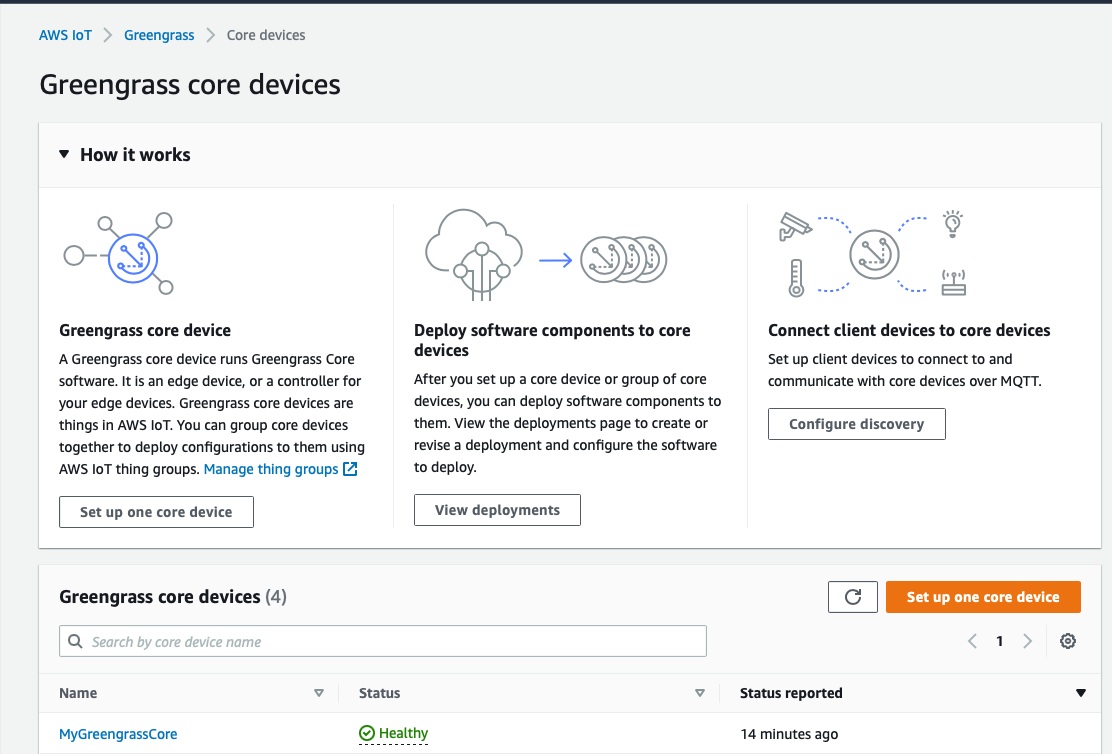 AWS IoT > Greengrass > Core devices
Greengrass core devices
How it works
Greengrass core device
A Greengrass core device runs Greengrass Core
software. It is an edge device, or a controller for
your edge devices. Greengrass core devices are
things in AWS IoT. You can group core devices
together to deploy configurations to them using
AWS IoT thing groups. Manage thing groups
Set up one core device
Deploy software components to core
devices
After you set up a core device or group of core
devices, you can deploy software components to
them. View the deployments page to create or
revise a deployment and configure the software
to deploy.
View deployments
Connect client devices to core devices
Set up client devices to connect to and
communicate with core devices over MQTT.
Configure discovery
Greengrass core devices (4)
Set up one core device
Search by core device name
1
Name Status Status reported
MyGreengrassCore Healthy 14 minutes ago